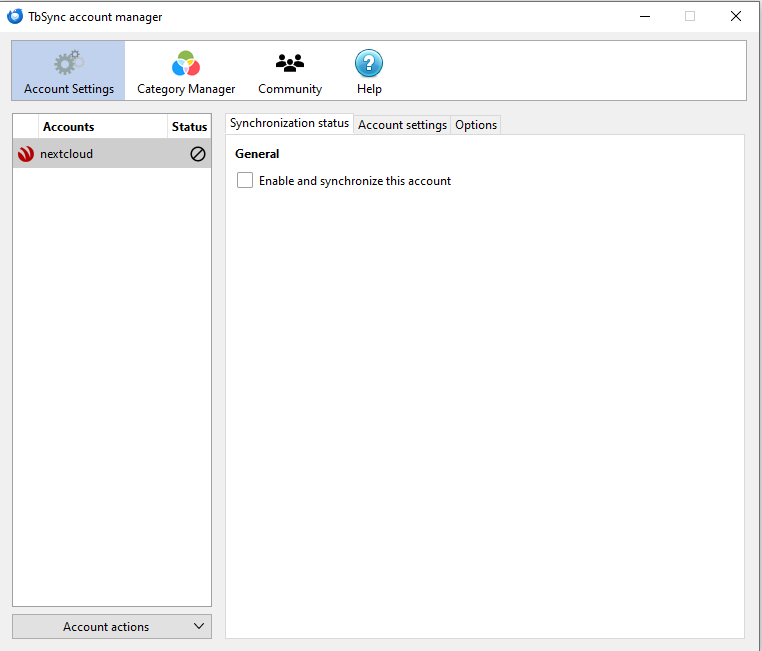 TbSync account manager
Account Settings
Category Manager
Community
Help
Accounts
Status
nextcloud
Synchronization status
Account settings
Options
General
Enable and synchronize this account
Account actions